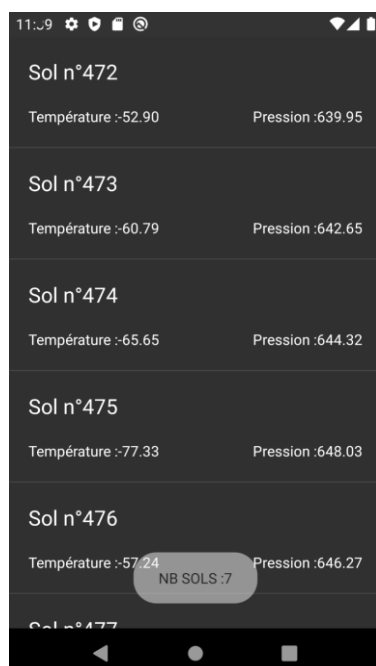 Sol n°472
Température :-52.90 Pression :639.95
Sol n°473
Température :-60.79 Pression :642.65
Sol n°474
Température :-65.65 Pression :644.32
Sol n°475
Température :-77.33 Pression :648.03
Sol n°476
Température :-57.24 Pression :646.27
NB SOLS :7
Sol n°477